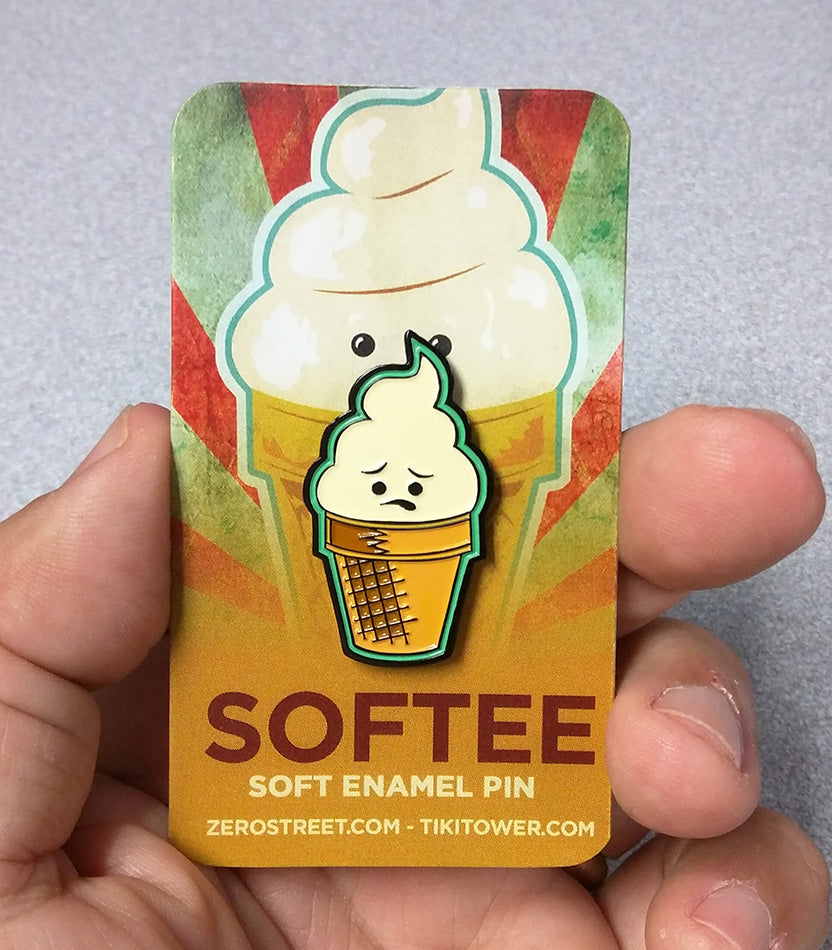 SOFTEE
SOFT ENAMEL PIN
ZEROSTREET.COM - TIKITOWER.COM